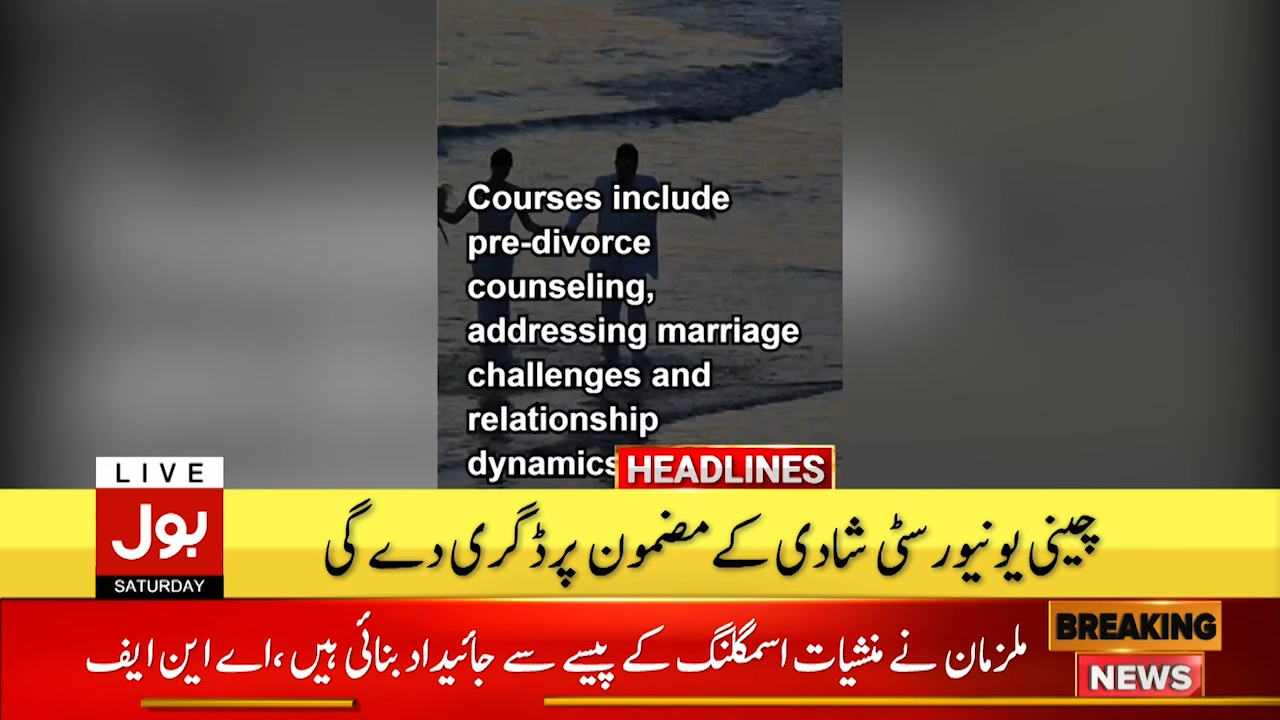 Courses include
pre-divorce
counseling,
addressing marriage
challenges and
relationship
dynamics
HEADLINES
LIVE
بول
SATURDAY
چینی یونیورسٹی شادی کے مضمون پر ڈگری دے گی
BREAKING
NEWS
ملزمان نے منشیات اسمگلنگ کے پیسے سے جائیداد بنائی ہیں، اے این ایف